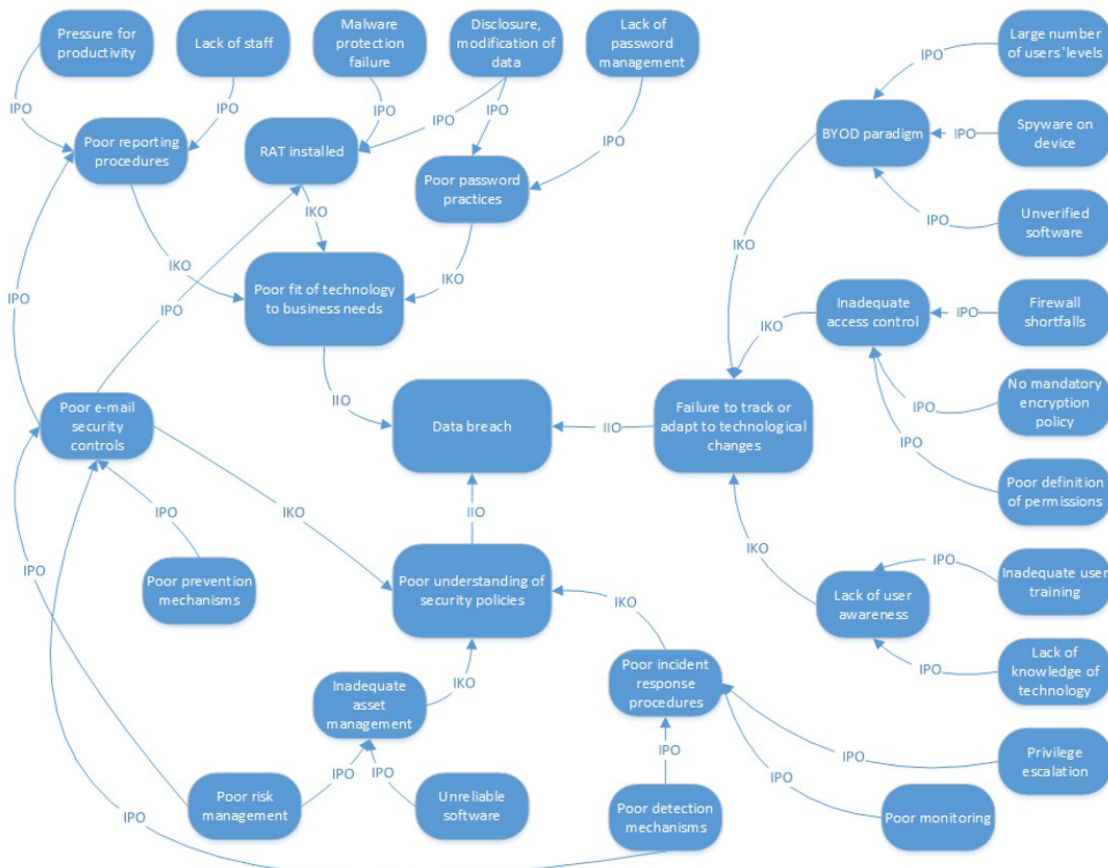 Pressure for
productivity
Lack of staff
Malware
protection
failure
Disclosure,
modification of
data
Lack of
password
management
Large number
of users'levels
IPO
IPO
IPO
IPO
IPO
IPO
IPO
Poor reporting
procedures
RAT installed
Poor password
practices
BYOD paradigm
IPO
Spyware on
device
IPO
Unverified
software
IKO
IKO
IKO
IKO
Poor fit of technology
to business needs
IPO
IPO
Inadequate
access control
IPO
Firewall
shortfalls
IKO
IIO
Poor e-mail
security
controls
Data breach
IIO
Failure to track or
adapt to technological
changes
IPO
No mandatory
encryption
policy
IPO
Poor definition
of permissions
IPO
IKO
IIO
IPO
Poor prevention
mechanisms
Poor understanding of
security policies
IKO
IKO
Lack of user
awareness
IPO
Inadequate user
training
IPO
Lack of
knowledge of
technology
Inadequate
asset
management
IKO
Poor incident
response
procedures
IPO
IPO
IPO
IPO
IPO
Privilege
escalation
Poor risk
management
Unreliable
software
Poor detection
mechanisms
IPO
Poor monitoring
IPO